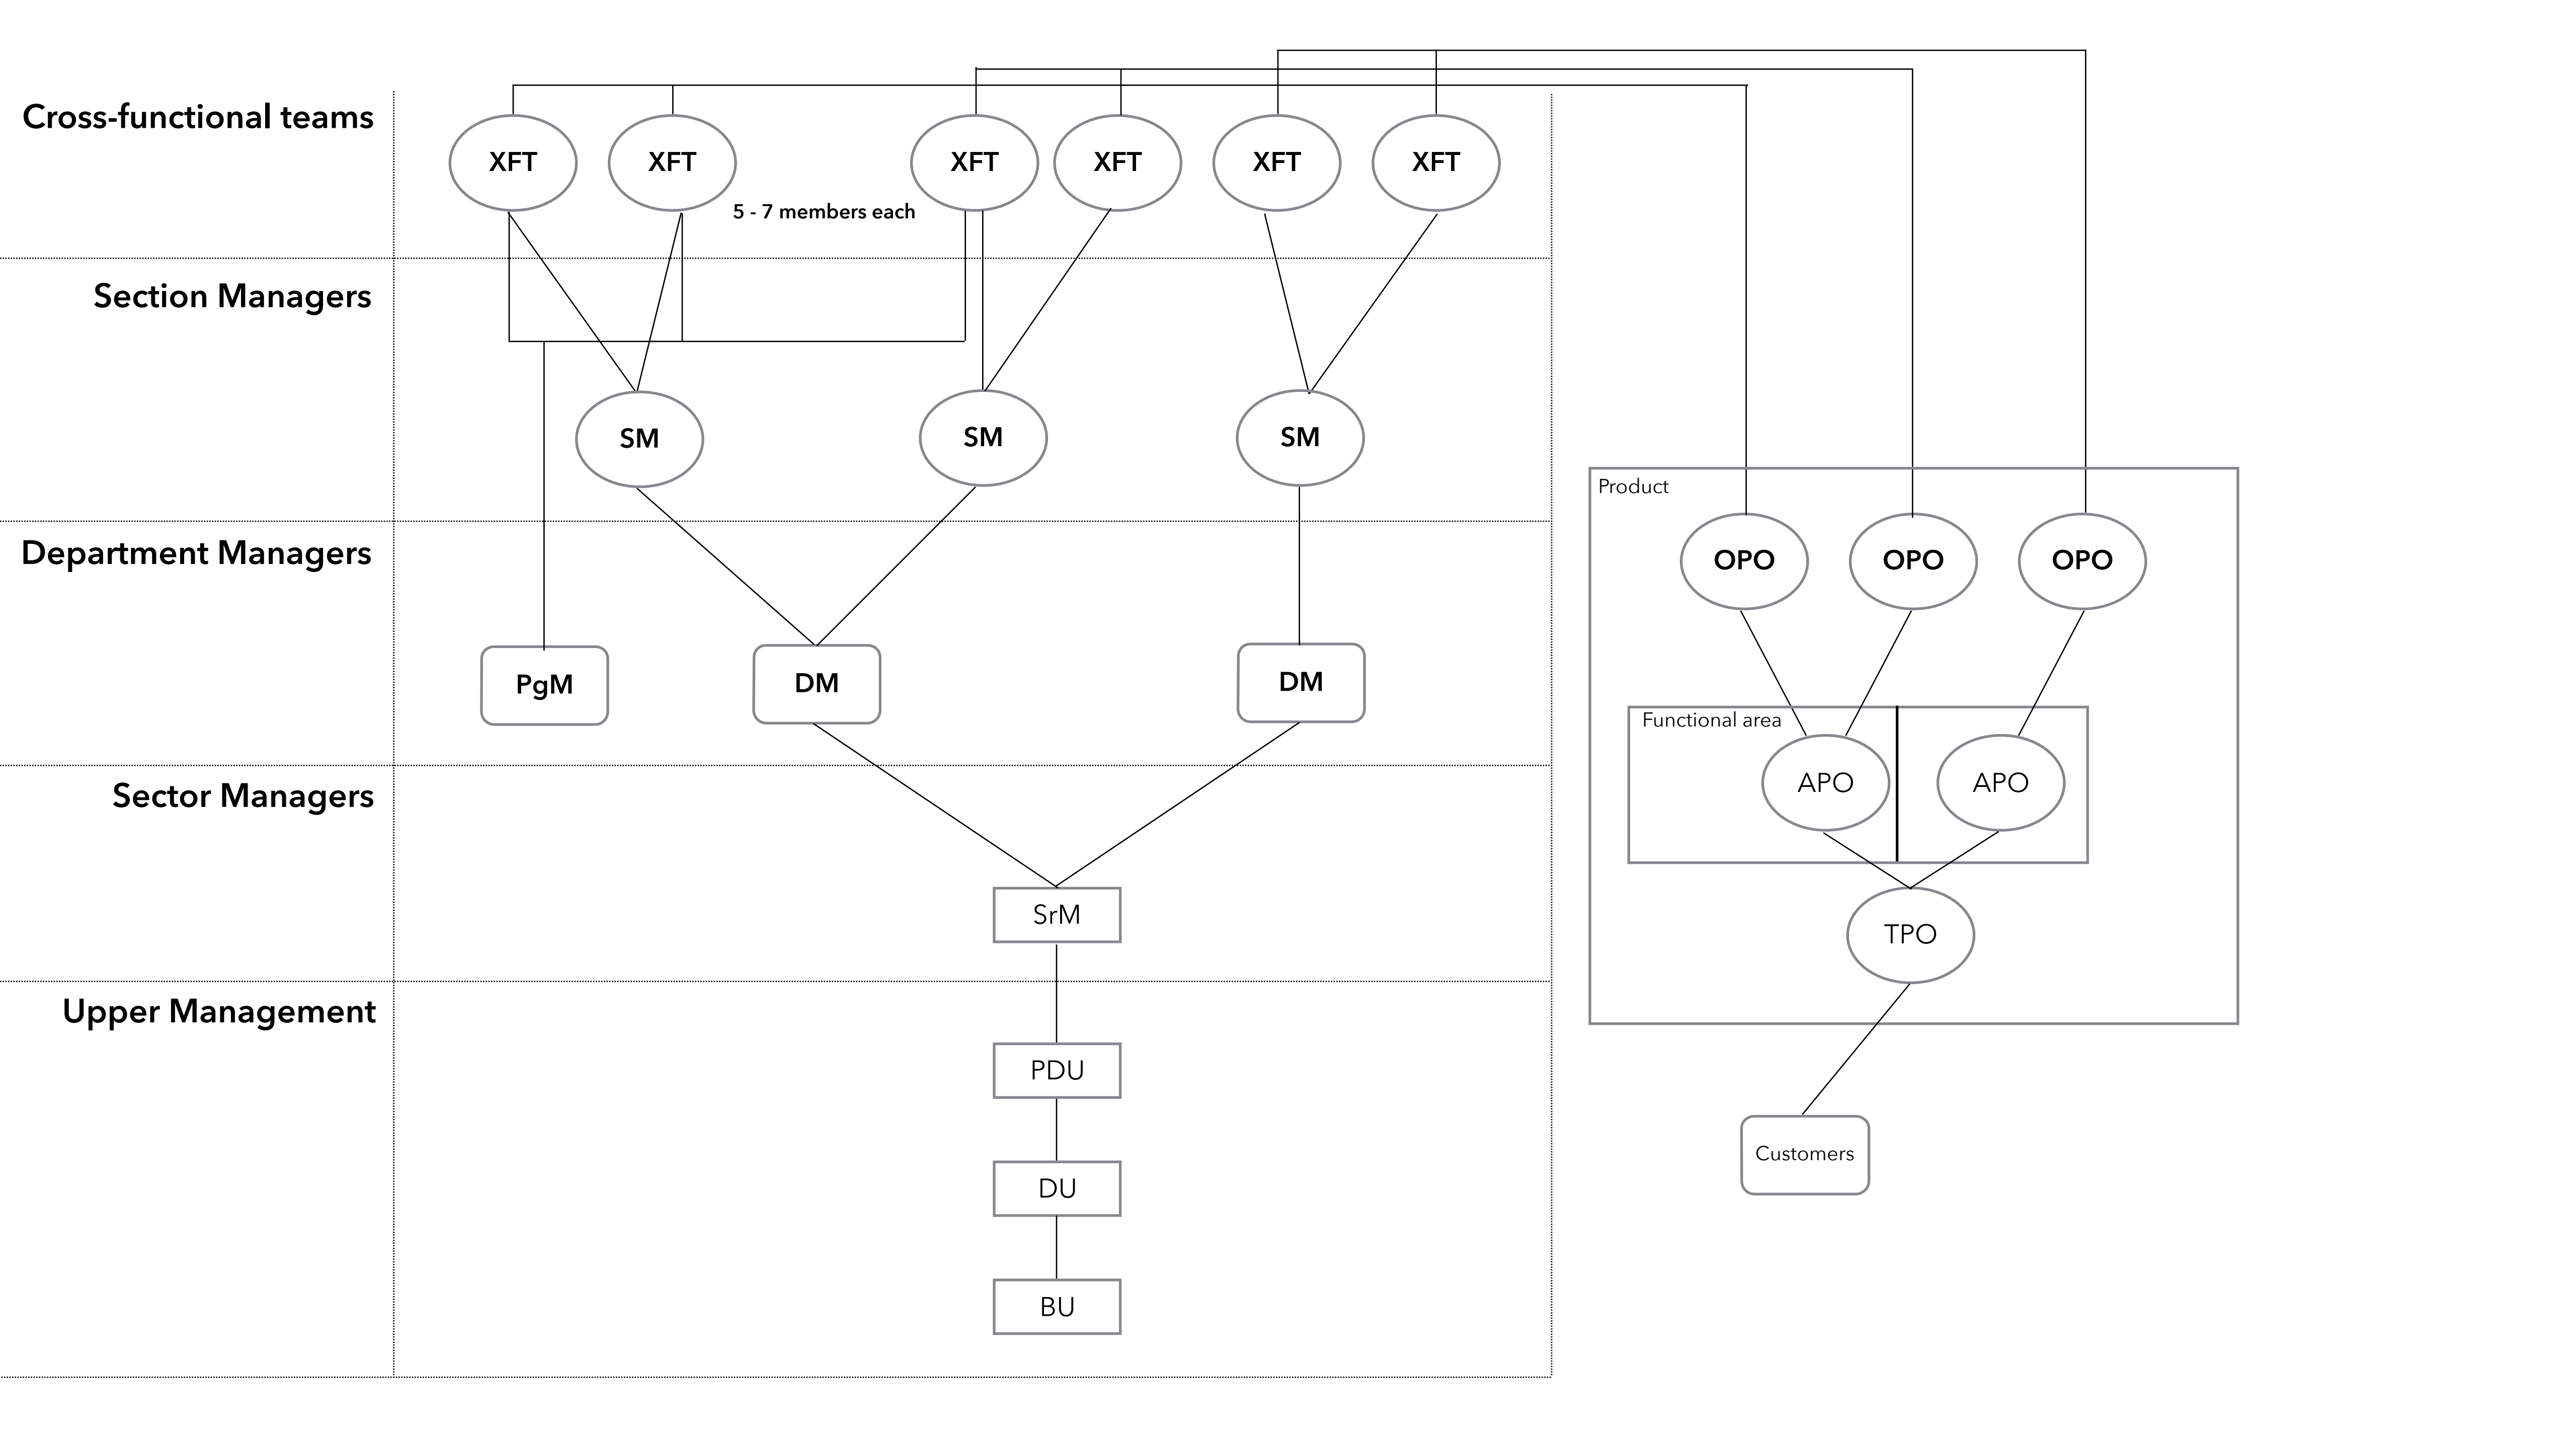 Cross-functional teams
XFT
XFT
XFT
XFT
XFT
XFT
5 - 7 members each
Section Managers
SM
SM
SM
Product
Department Managers
OPO
OPO
OPO
PgM
DM
DM
Functional area
Sector Managers
APO
APO
SrM
TPO
Upper Management
PDU
Customers
DU
BU